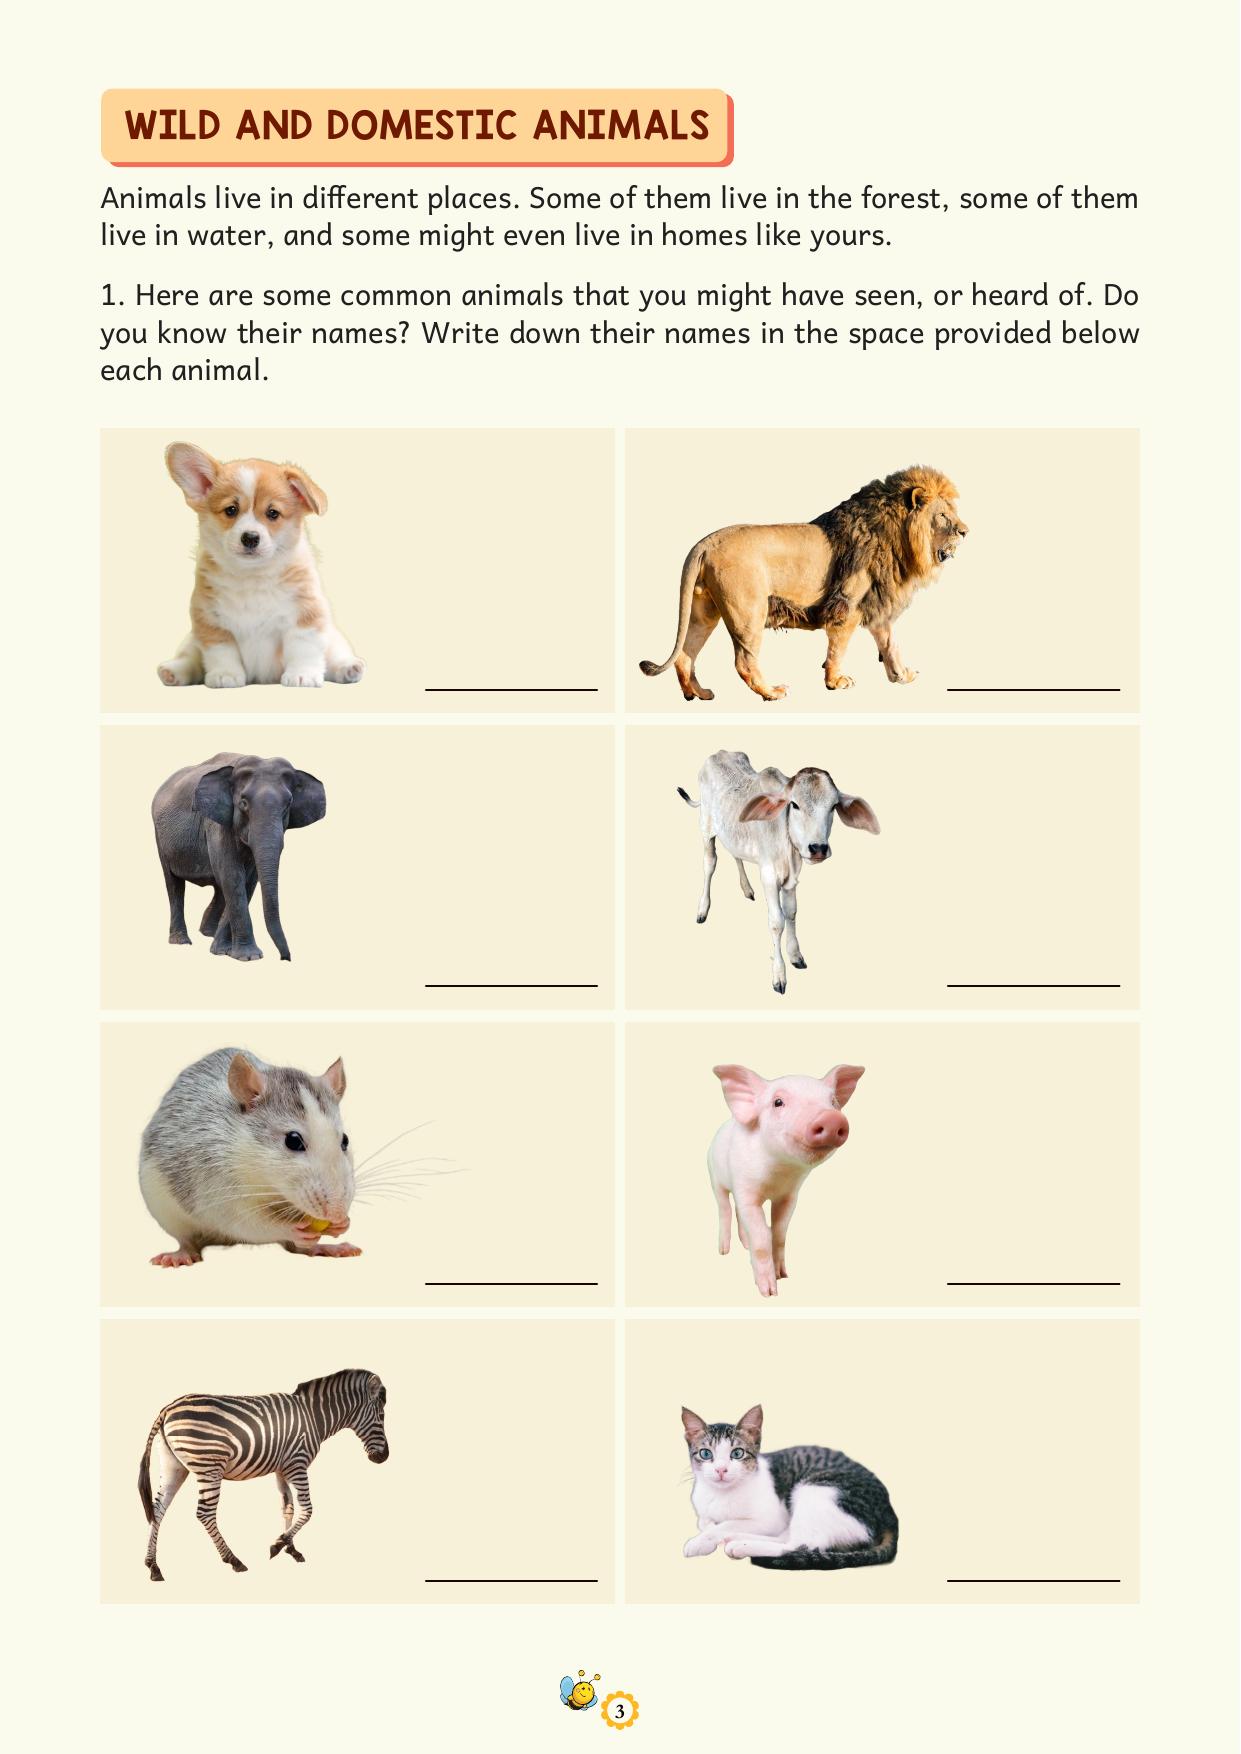 WILD AND DOMESTIC ANIMALS
Animals live in different places. Some of them live in the forest, some of them
live in water, and some might even live in homes like yours.
1. Here are some common animals that you might have seen, or heard of. Do
you know their names? Write down their names in the space provided below
each animal.
3